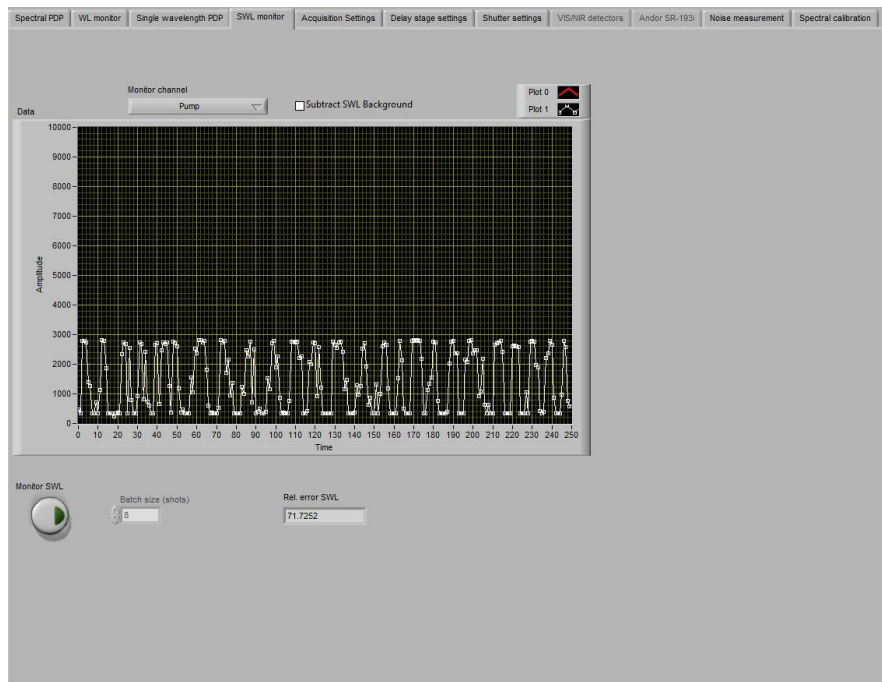 Spectral PDP WL monitor Single wavelength PDP SWL monitor Acquisition Settings Delay stage settings Shutter settings VIS/NIR detectors Andor SR-193i Noise measurement Spectral calibration
Monitor channel
Pump
Subtract SWL Background
Plot 0
Plot 1
Data
10000
9000
8000
7000
6000
5000
4000
3000
2000
1000
0
Amplitude
0 10 20 30 40 50 60 70 80 90 100 110 120 130 140 150 160 170 180 190 200 210 220 230 240 250
Time
Monitor SWL
Batch size (shots)
8
Rel. error SWL
71.7252